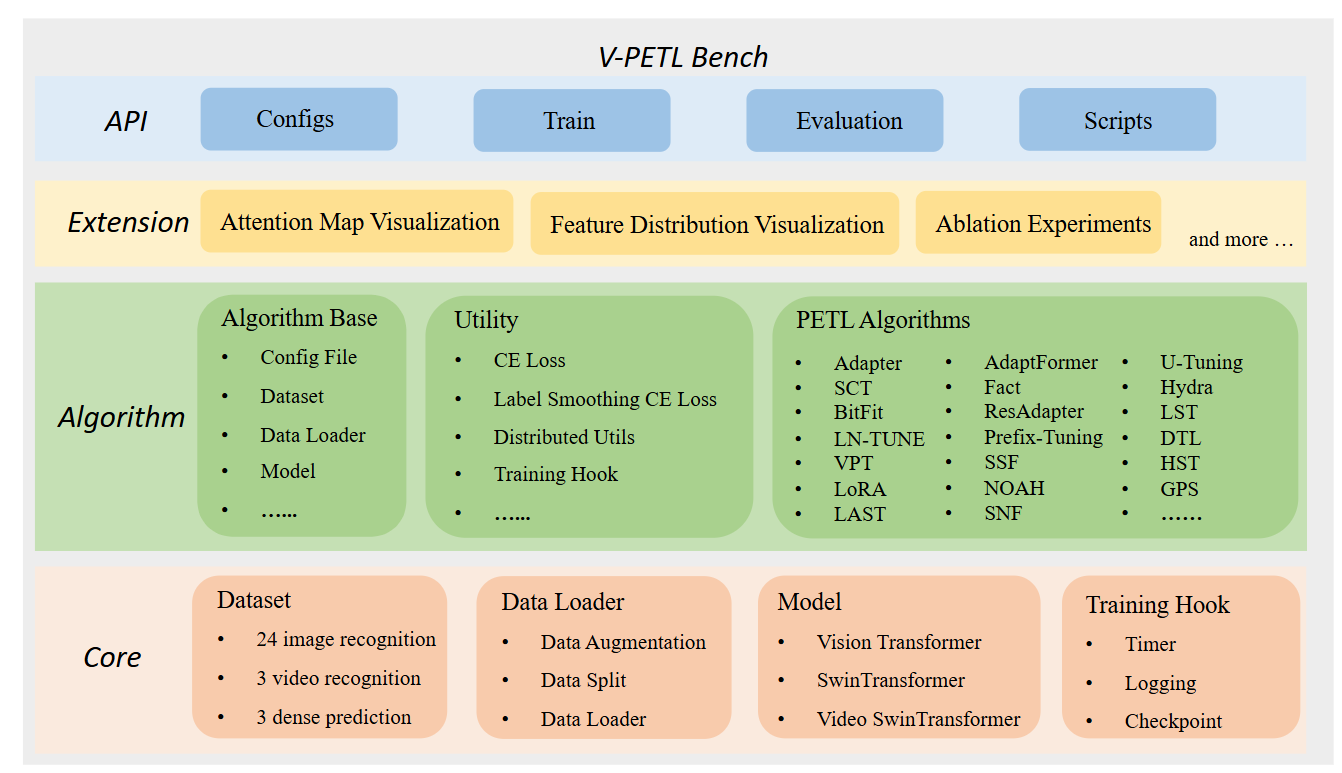 V-PETL Bench
API
Configs
Train
Evaluation
Scripts
Extension
Attention Map Visualization
Feature Distribution Visualization
Ablation Experiments
and more …
Algorithm
Algorithm Base
• Config File
• Dataset
• Data Loader
• Model
• …...
Utility
• CE Loss
• Label Smoothing CE Loss
• Distributed Utils
• Training Hook
• …...
PETL Algorithms
• Adapter
• SCT
• BitFit
• LN-TUNE
• VPT
• LoRA
• LAST
• AdaptFormer
• Fact
• ResAdapter
• Prefix-Tuning
• SSF
• NOAH
• SNF
• U-Tuning
• Hydra
• LST
• DTL
• HST
• GPS
• ……
Core
Dataset
• 24 image recognition
• 3 video recognition
• 3 dense prediction
Data Loader
• Data Augmentation
• Data Split
• Data Loader
Model
• Vision Transformer
• SwinTransformer
• Video SwinTransformer
Training Hook
• Timer
• Logging
• Checkpoint